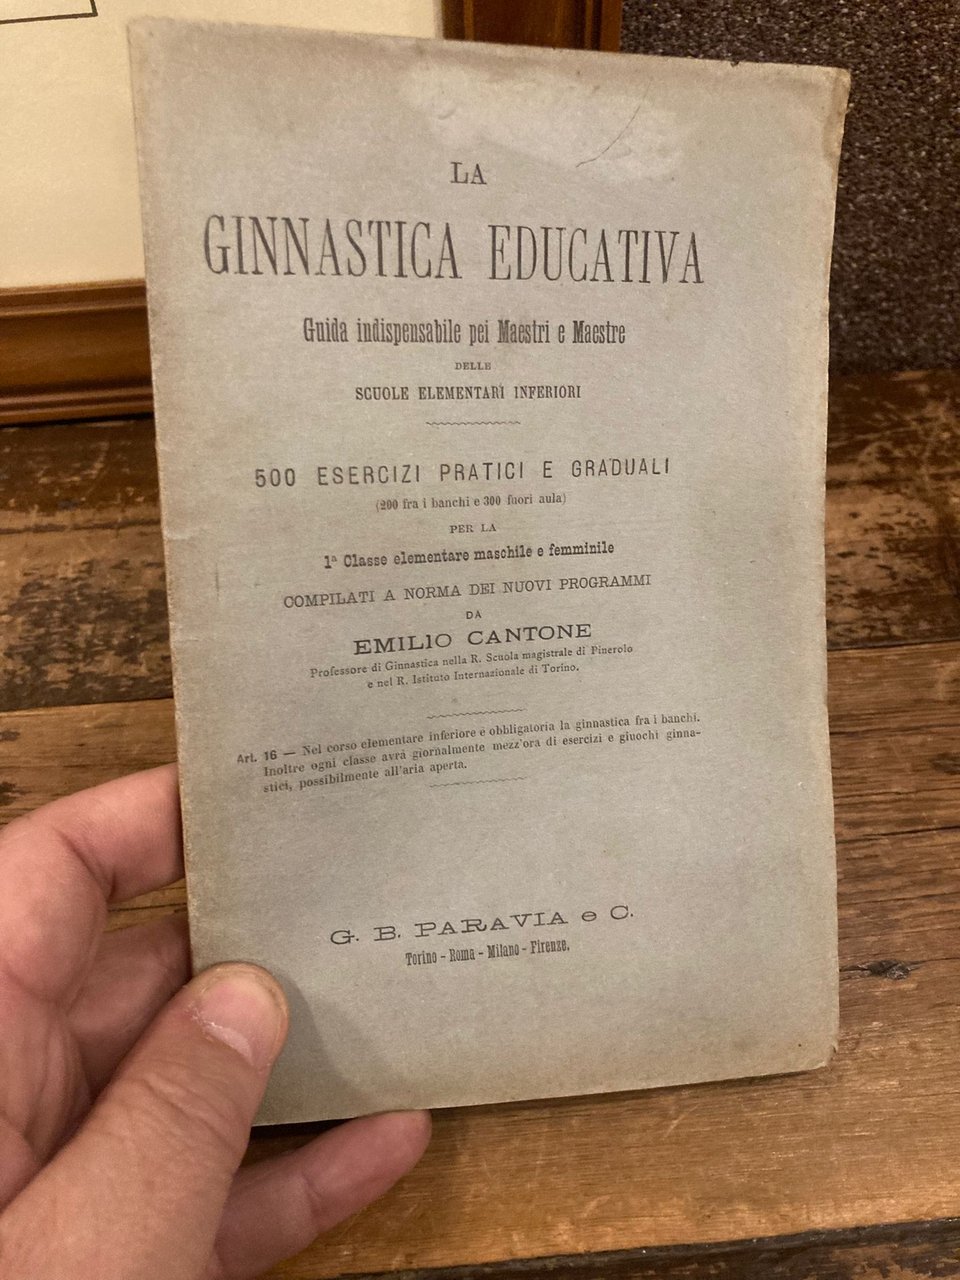 LA
GINNASTICA EDUCATIVA
Guida indispensabile pei Maestri e Maestre
DELLE
SCUOLE ELEMENTARI INFERIORI
500 ESERCIZI PRATICI E GRADUALI
(200 fra i banchi e 300 fuori aula)
PER LA
1ª Classe elementare maschile e femminile
COMPILATI A NORMA DEI NUOVI PROGRAMMI
DA
EMILIO CANTONE
Professore di Ginnastica nella R. Scuola magistrale di Pinerolo
e nel R. Istituto Internazionale di Torino.
Art. 16 — Nel corso elementare inferiore è obbligatoria la ginnastica fra i banchi.
Inoltre ogni classe avrà giornalmente mezz'ora di esercizi e giuochi ginna-
stici, possibilmente all'aria aperta.
G. B. PARAVIA e C.
Torino - Roma - Milano - Firenze.